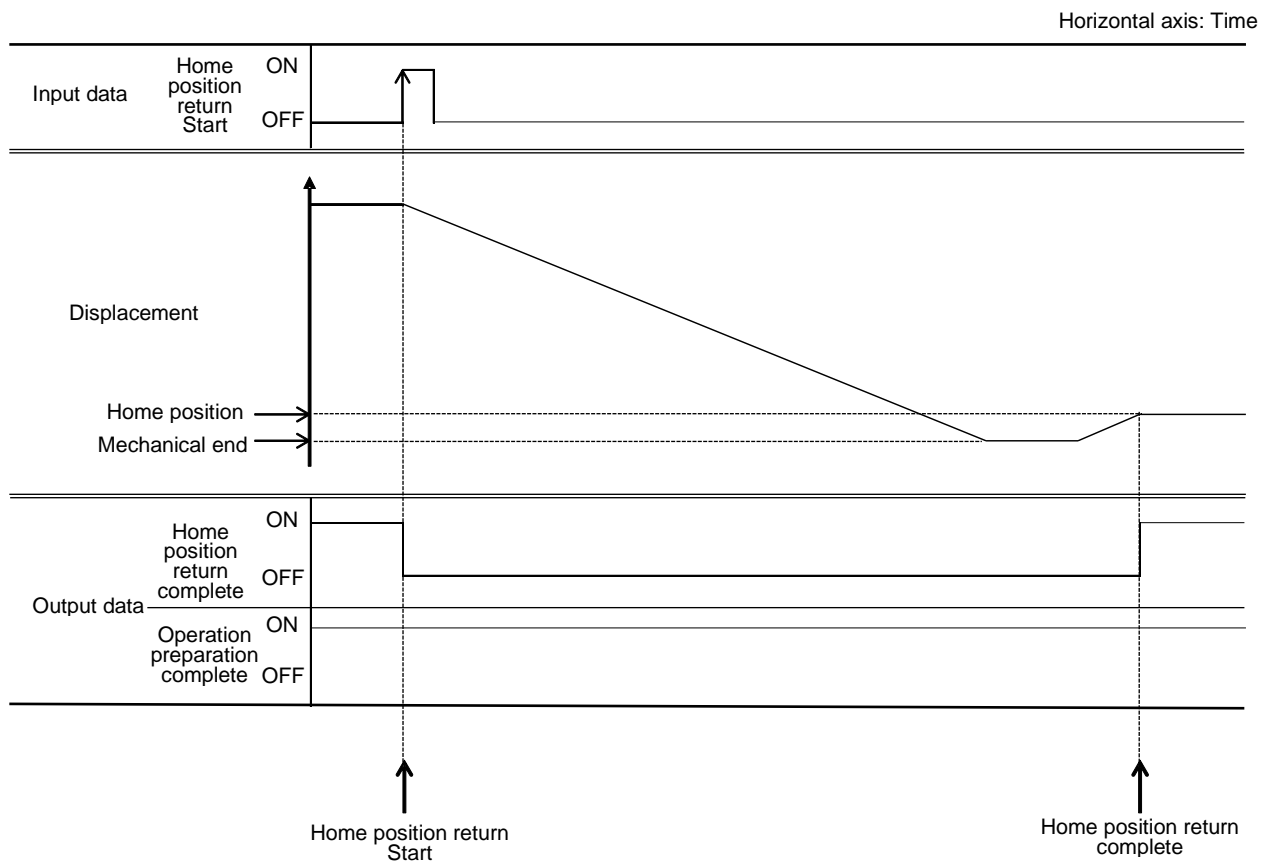 Horizontal axis: Time
Input data
Home
position
return
Start
ON
OFF
Displacement
Home position
Mechanical end
Output data
Home
position
return
complete
ON
OFF
Operation
preparation
complete
ON
OFF
Home position return
Start
Home position return
complete